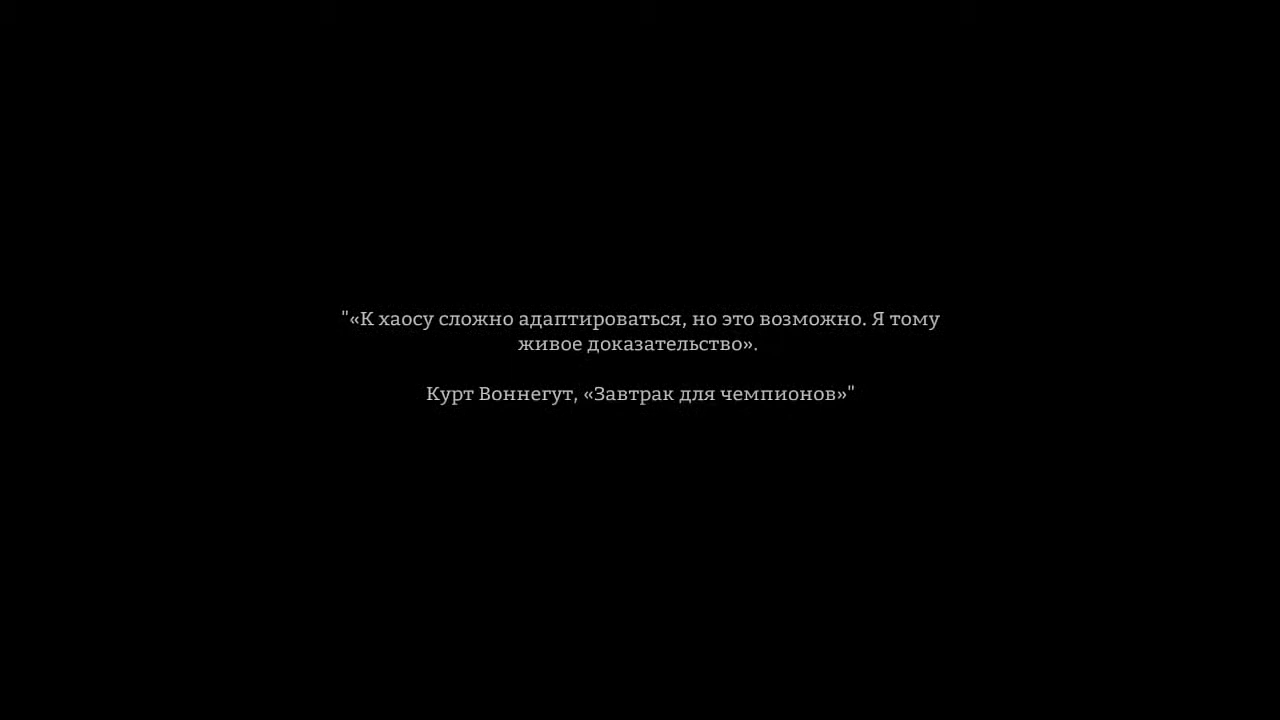 "«К хаосу сложно адаптироваться, но это возможно. Я тому
живое доказательство».
Курт Воннегут, «Завтрак для чемпионов»"